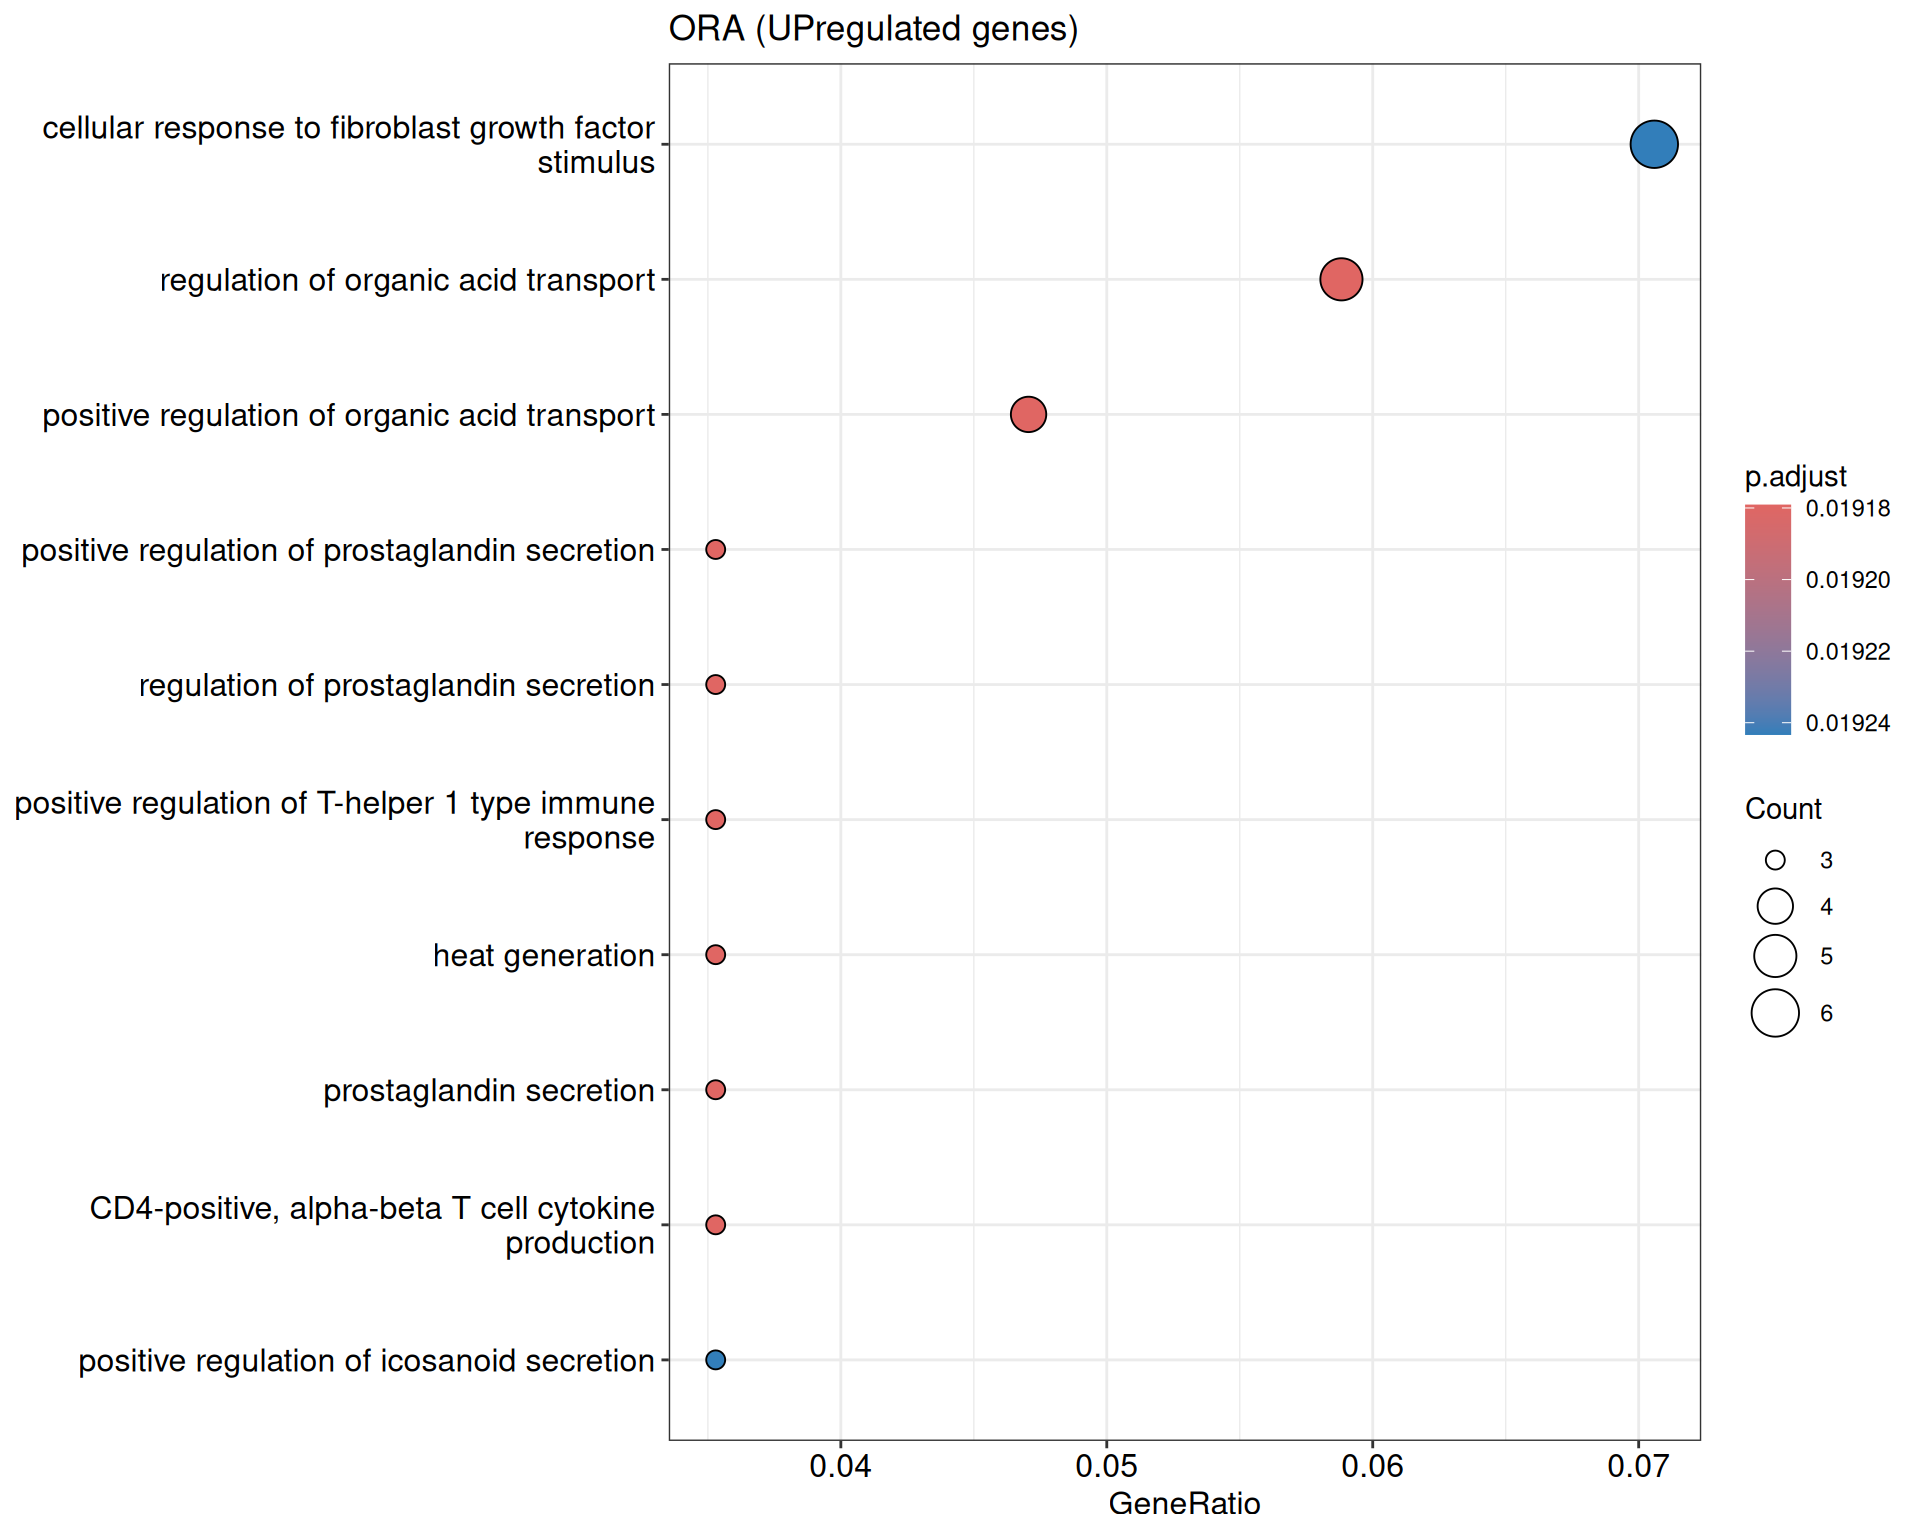 ORA (UPregulated genes)
cellular response to fibroblast growth factor
stimulus
regulation of organic acid transport
positive regulation of organic acid transport
positive regulation of prostaglandin secretion
regulation of prostaglandin secretion
positive regulation of T-helper 1 type immune
response
heat generation
prostaglandin secretion
CD4-positive, alpha-beta T cell cytokine
production
positive regulation of icosanoid secretion
0.04
0.05
0.06
0.07
GeneRatio
p.adjust
0.01918
0.01920
0.01922
0.01924
Count
3
4
5
6